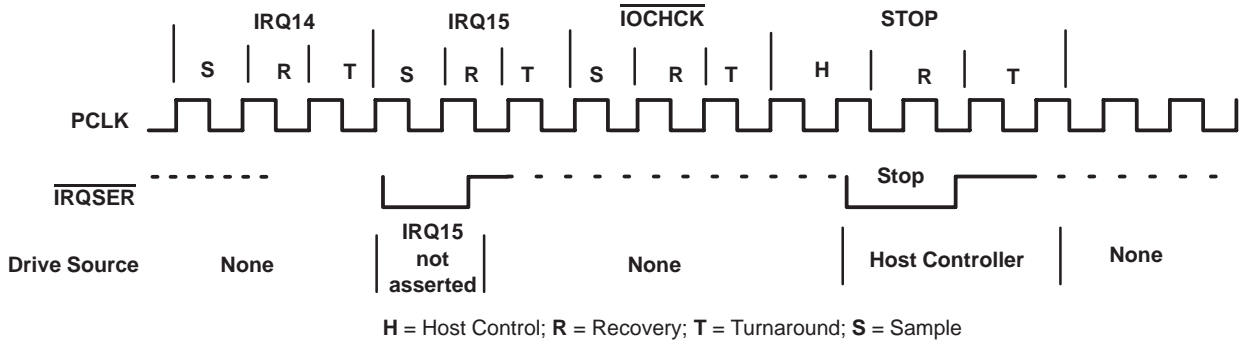 IRQ14 IRQ15 IOCHCK STOP
S R T S R T S R T H R T
PCLK
IRQSER
Stop
Drive Source
None
IRQ15
not
asserted
None
Host Controller
None
H = Host Control; R = Recovery; T = Turnaround; S = Sample